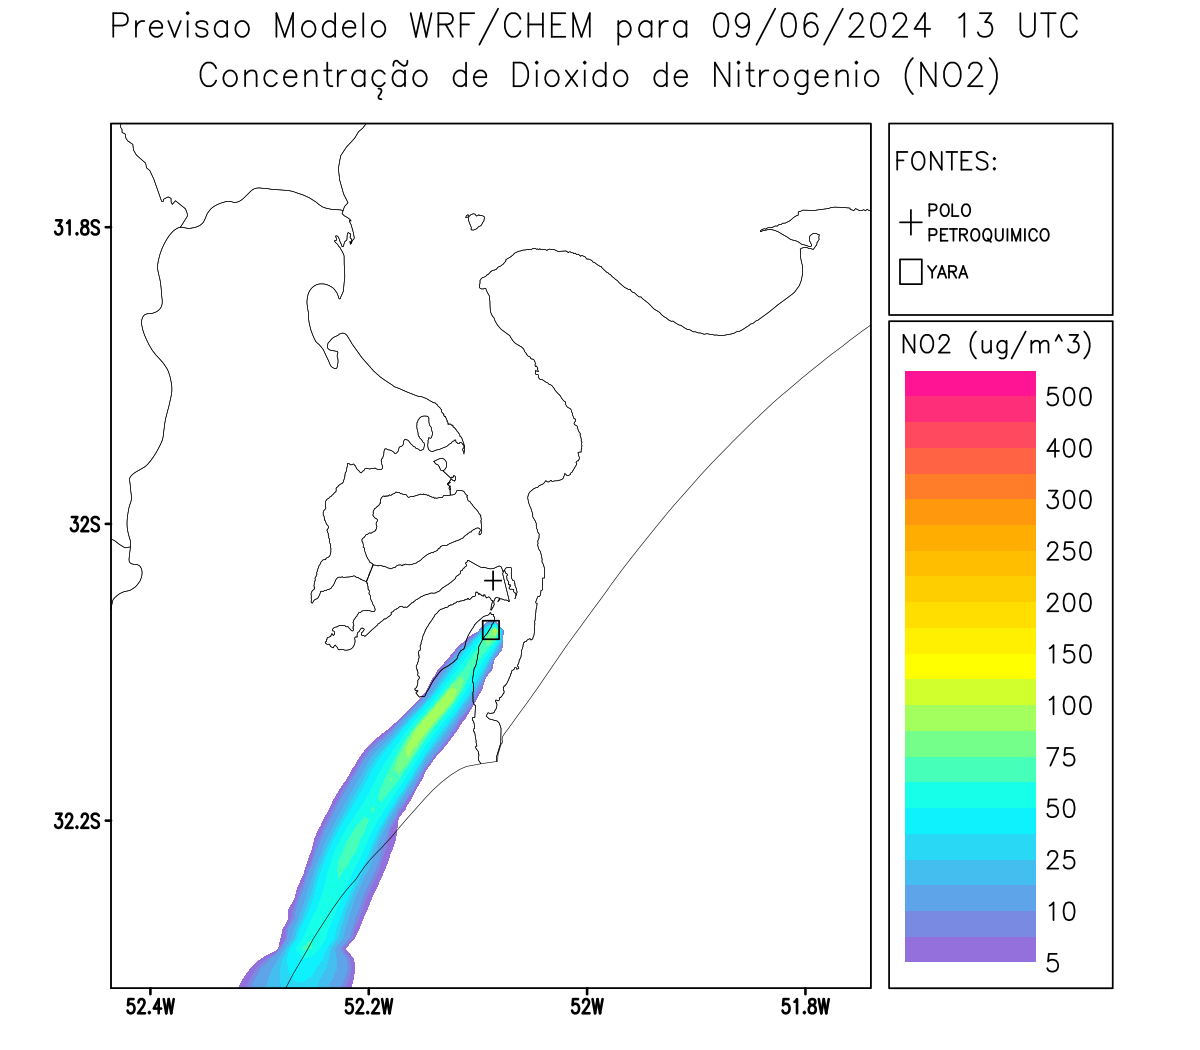 Previsao Modelo WRF/CHEM para 09/06/2024 13 UTC
Concentração de Dioxido de Nitrogenio (NO2)
FONTES:
POLO
PETROQUIMICO
YARA
NO2 (ug/m^3)
500
400
300
250
200
150
100
75
50
25
10
5
31.8S
32S
32.2S
52.4W
52.2W
52W
51.8W